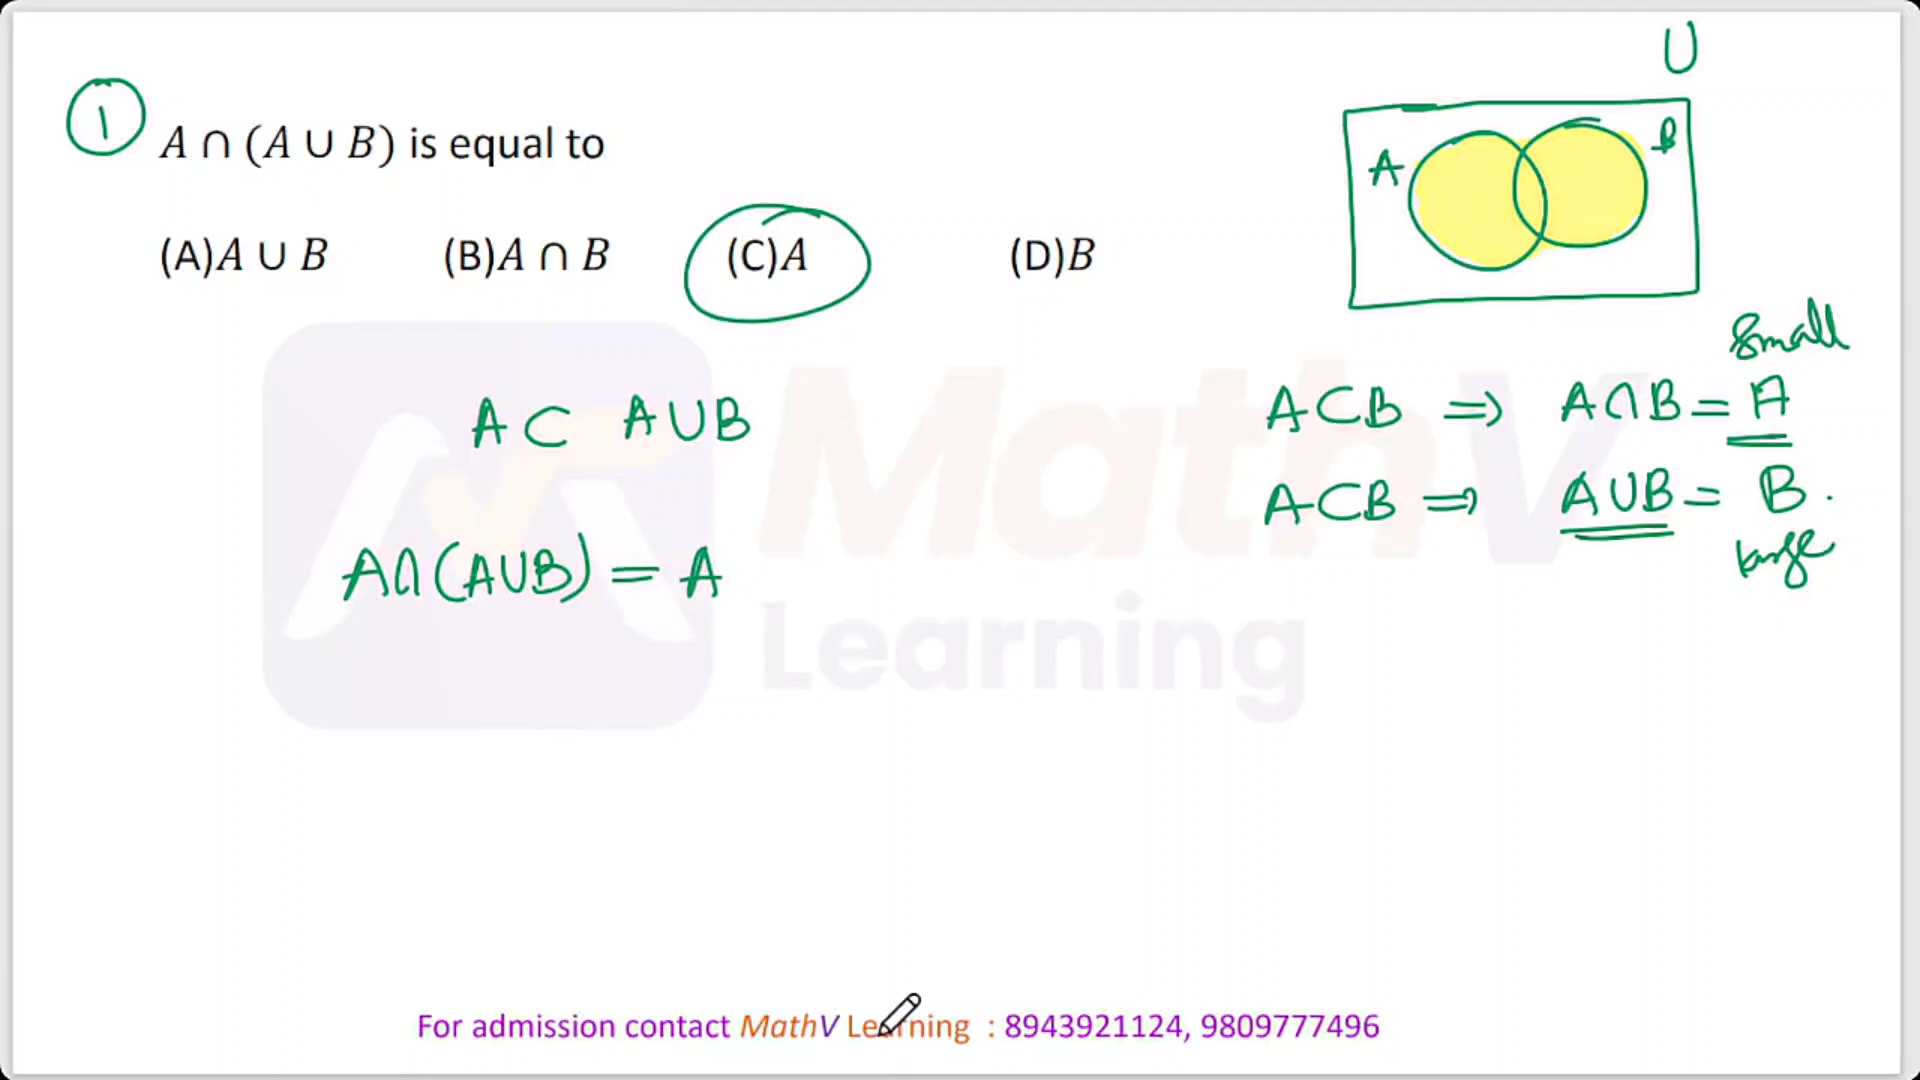 U
1
A ∩ (A ∪ B) is equal to
A
B
(A)A ∪ B (B)A ∩ B (C)A (D)B
small
A⊂B ⇒ A∩B = A
A ⊂ A∪B
A⊂B ⇒ A∪B = B.
large
A∩(A∪B) = A
MathV
Learning
For admission contact MathV Learning : 8943921124, 9809777496